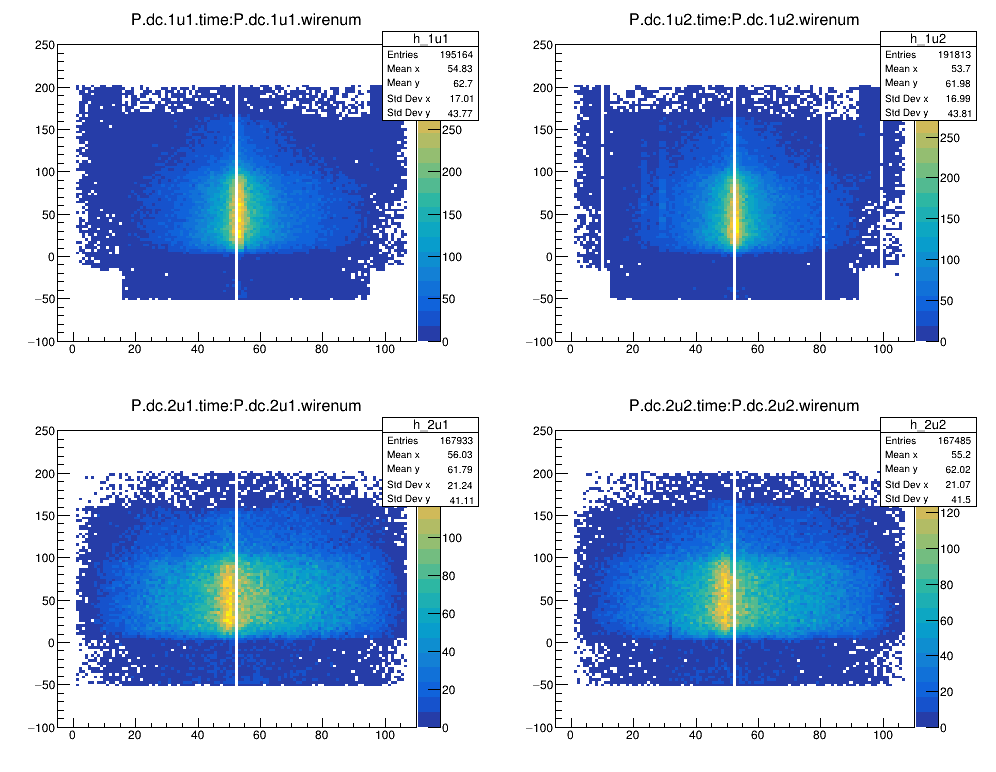 P.dc.1u1.time:P.dc.1u1.wirenum
h_1u1
Entries 195164
Mean x 54.83
Mean y 62.7
Std Dev x 17.01
Std Dev y 43.77
250
200
150
100
50
0
−50
−100
0 20 40 60 80 100
250
200
150
100
50
0
P.dc.1u2.time:P.dc.1u2.wirenum
h_1u2
Entries 191813
Mean x 53.7
Mean y 61.98
Std Dev x 16.99
Std Dev y 43.81
250
200
150
100
50
0
−50
−100
0 20 40 60 80 100
250
200
150
100
50
0
P.dc.2u1.time:P.dc.2u1.wirenum
h_2u1
Entries 167933
Mean x 56.03
Mean y 61.79
Std Dev x 21.24
Std Dev y 41.11
250
200
150
100
50
0
−50
−100
0 20 40 60 80 100
100
80
60
40
20
0
P.dc.2u2.time:P.dc.2u2.wirenum
h_2u2
Entries 167485
Mean x 55.2
Mean y 62.02
Std Dev x 21.07
Std Dev y 41.5
250
200
150
100
50
0
−50
−100
0 20 40 60 80 100
120
100
80
60
40
20
0